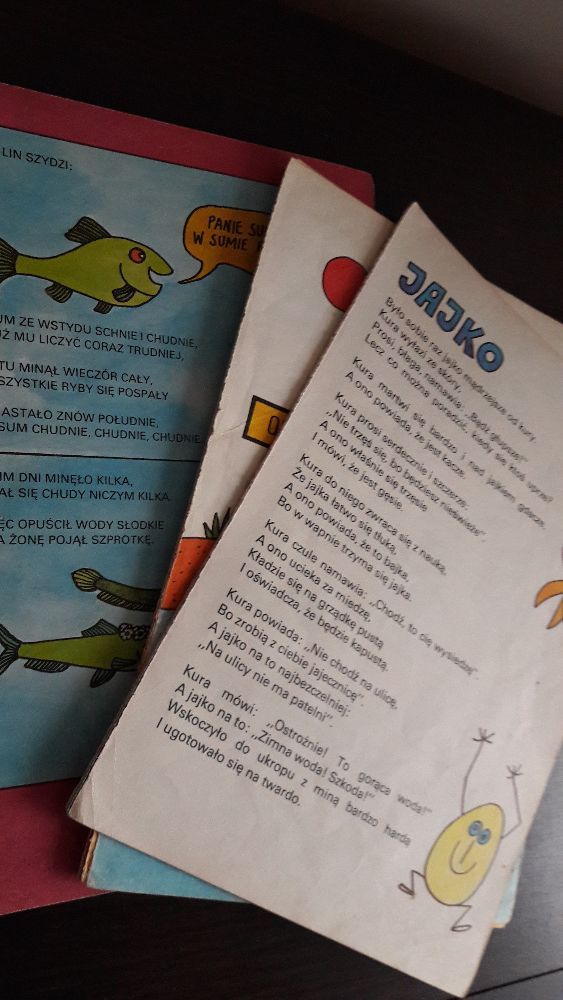 LIN SZYDZI:
PANIE SU
W SUMIE
UM ZE WSTYDU SCHNIE I CHUDNIE,
UŻ MU LICZYĆ CORAZ TRUDNIEJ,
TU MINĄŁ WIECZÓR CAŁY,
SZYSTKIE RYBY SIĘ POSPAŁY
ASTAŁO ZNÓW POŁUDNIE,
SUM CHUDNIE, CHUDNIE, CHUDNIE
IM DNI MINĘŁO KILKA,
AŁ SIĘ CHUDY NICZYM KILKA.
ĘC OPUŚCIŁ WODY SŁODKIE
A ŻONĘ POJĄŁ SZPROTKĘ.
O
JAJKO
Było sobie raz jajko mądrzejsze od kury.
Kura wyłazi ze skóry,
Prosi, błaga, namawia: „Bądź głupsze!"
Lecz co można poradzić, kiedy się ktoś uprze?
Kura martwi się bardzo i nad jajkiem gdacze,
A ono powiada, że jest kacze.
Kura prosi serdecznie i szczerze:
„Nie trzęś się, bo będziesz nieświeże".
A ono właśnie się trzęsie
I mówi, że jest gęsie.
Kura do niego zwraca się z nauką,
Że jajka łatwo się tłuką,
A ono powiada, że to bajka,
Bo w wapnie trzyma się jajka.
Kura czule namawia: „Chodź, to cię wysiedzę".
A ono ucieka za miedzę,
Kładzie się na grządkę pustą
I oświadcza, że będzie kapustą.
Kura powiada: „Nie chodź na ulicę,
Bo zrobią z ciebie jajecznicę".
A jajko na to najbezczelniej:
„Na ulicy nie ma patelni".
Kura mówi: „Ostrożnie! To gorąca woda!"
A jajko na to: „Zimna woda! Szkoda!"
Wskoczyło do ukropu z miną bardzo hardą
I ugotowało się na twardo.